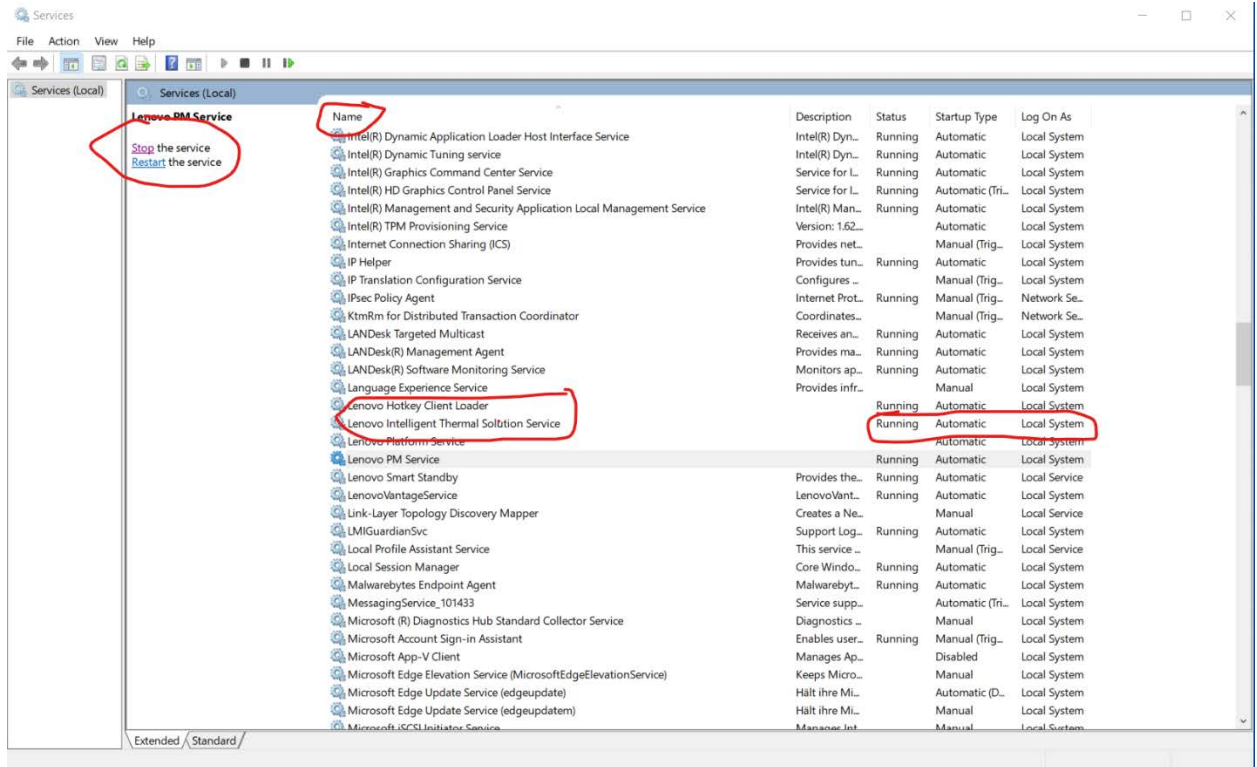 Services
File Action View Help
Services (Local)
Services (Local)
Lenovo PM Service
Stop the service
Restart the service
Name Description Status Startup Type Log On As
Intel(R) Dynamic Application Loader Host Interface Service Intel(R) Dyn... Running Automatic Local System
Intel(R) Dynamic Tuning service Intel(R) Dyn... Running Automatic Local System
Intel(R) Graphics Command Center Service Service for I... Running Automatic Local System
Intel(R) HD Graphics Control Panel Service Service for I... Running Automatic (Tri... Local System
Intel(R) Management and Security Application Local Management Service Intel(R) Man... Running Automatic Local System
Intel(R) TPM Provisioning Service Version: 1.62.... Automatic Local System
Internet Connection Sharing (ICS) Provides net... Manual (Trig... Local System
IP Helper Provides tun... Running Automatic Local System
IP Translation Configuration Service Configures ... Manual (Trig... Local System
IPsec Policy Agent Internet Prot... Running Manual (Trig... Network Se...
KtmRm for Distributed Transaction Coordinator Coordinates... Manual (Trig... Network Se...
LANDesk Targeted Multicast Receives an... Running Automatic Local System
LANDesk(R) Management Agent Provides ma... Running Automatic Local System
LANDesk(R) Software Monitoring Service Monitors ap... Running Automatic Local System
Language Experience Service Provides infr... Manual Local System
Lenovo Hotkey Client Loader Running Automatic Local System
Lenovo Intelligent Thermal Solution Service Running Automatic Local System
Lenovo Platform Service Automatic Local System
Lenovo PM Service Running Automatic Local System
Lenovo Smart Standby Provides the... Running Automatic Local Service
LenovoVantageService LenovoVant... Running Automatic Local System
Link-Layer Topology Discovery Mapper Creates a Ne... Manual Local Service
LMIGuardianSvc Support Log... Running Automatic Local System
Local Profile Assistant Service This service ... Manual (Trig... Local Service
Local Session Manager Core Windo... Running Automatic Local System
Malwarebytes Endpoint Agent Malwarebyt... Running Automatic Local System
MessagingService_101433 Service supp... Automatic (Tri... Local System
Microsoft (R) Diagnostics Hub Standard Collector Service Diagnostics ... Manual Local System
Microsoft Account Sign-in Assistant Enables user... Running Manual (Trig... Local System
Microsoft App-V Client Manages Ap... Disabled Local System
Microsoft Edge Elevation Service (MicrosoftEdgeElevationService) Keeps Micro... Manual Local System
Microsoft Edge Update Service (edgeupdate) Hält ihre Mi... Automatic (D... Local System
Microsoft Edge Update Service (edgeupdatem) Hält ihre Mi... Manual Local System
Microsoft iSCSI Initiator Service Manages Int... Manual Local System
Extended Standard